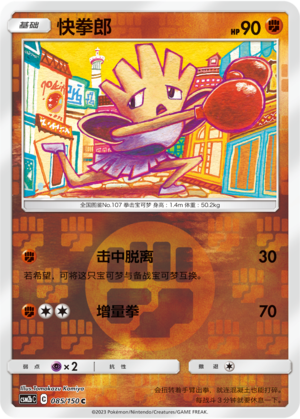 基础
快拳郎
HP90
全国图鉴No.107 拳击宝可梦 身高：1.4m 体重：50.2kg
击中脱离 30
若希望，可将这只宝可梦与备战宝可梦互换。
增量拳 70
弱点 ×2 抗性
Illus. Tomokazu Komiya
CSM2b C G 085/150 C
©2023 Pokémon/Nintendo/Creatures/GAME FREAK.